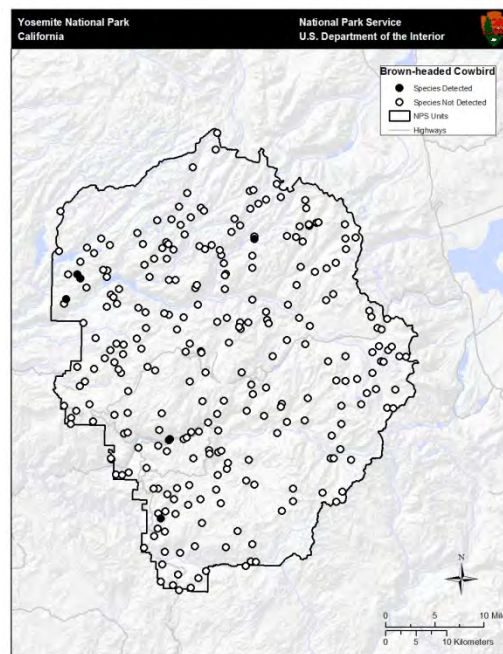 Yosemite National Park
California
National Park Service
U.S. Department of the Interior
Brown-headed Cowbird
Species Detected
Species Not Detected
NPS Units
Highways
N
0 5 10 Mil
0 5 10 Kilometers